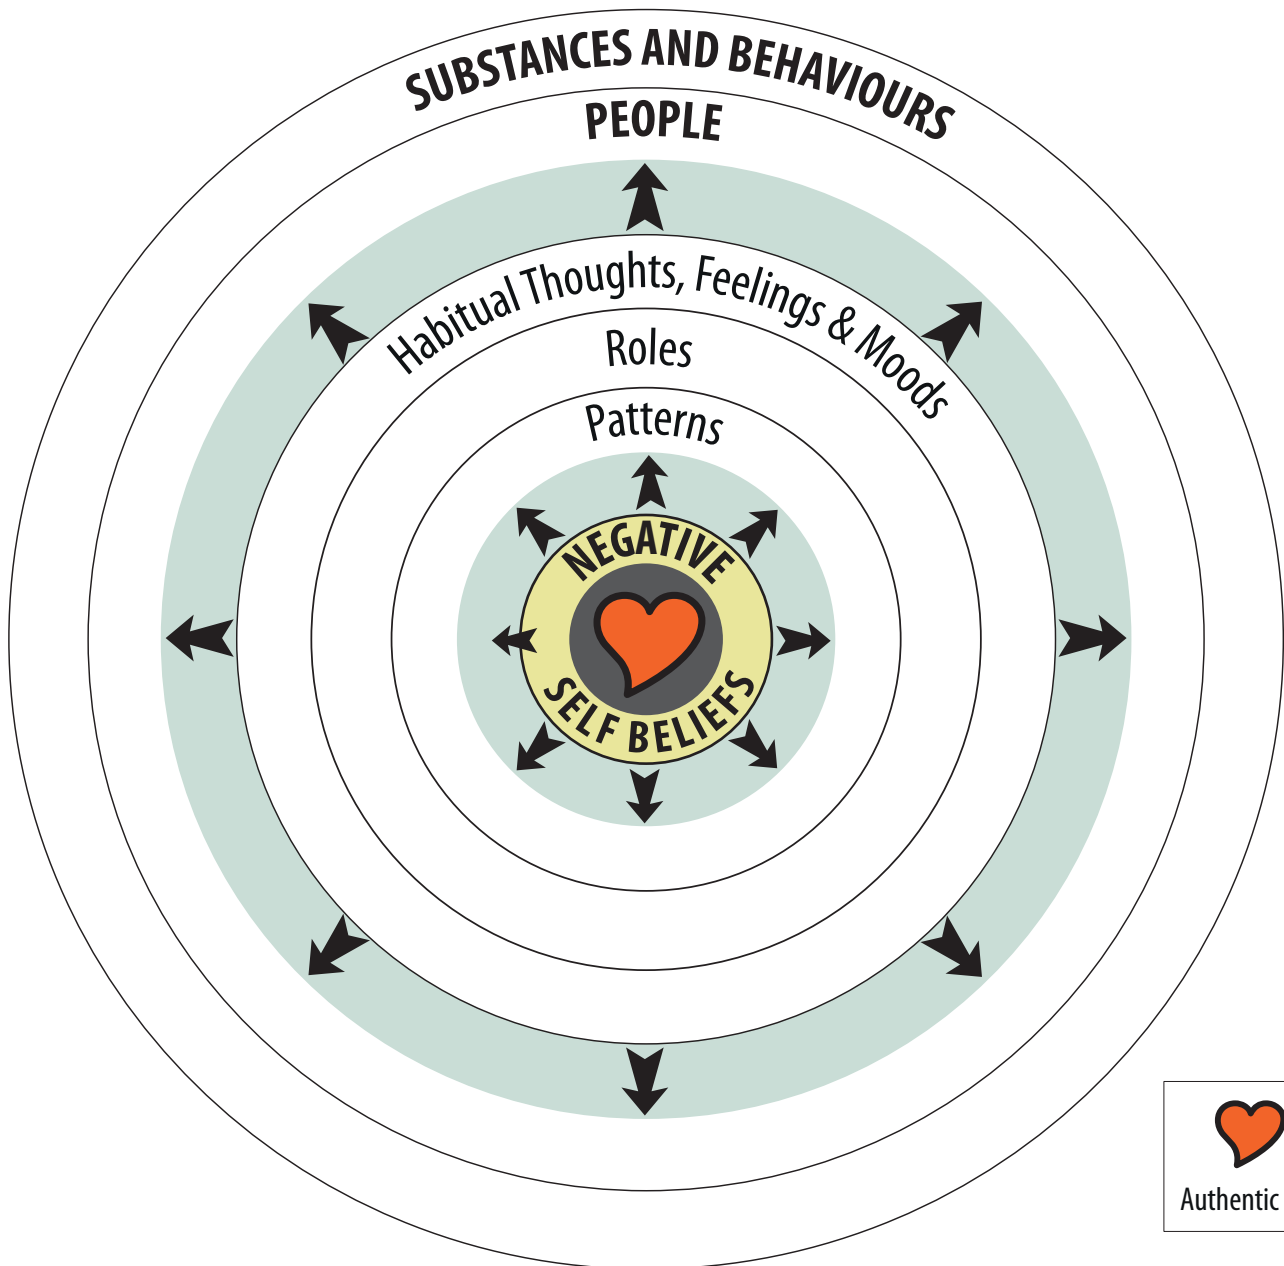 SUBSTANCES AND BEHAVIOURS
PEOPLE
Habitual Thoughts, Feelings & Moods
Roles
Patterns
NEGATIVE
SELF BELIEFS
Authentic